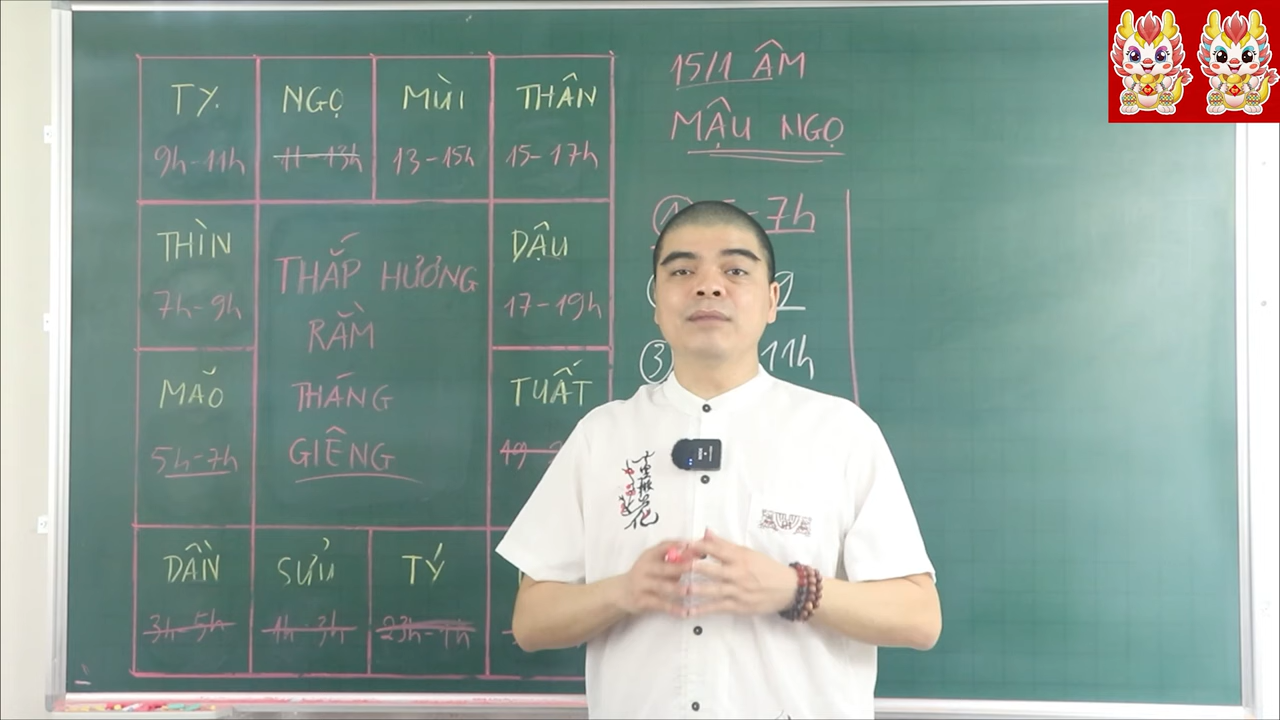 TỴ
9h-11h
NGỌ
11-13h
MÙI
13-15h
THÂN
15-17h
THÌN
7h-9h
THẮP HƯƠNG
RẰM
THÁNG
GIÊNG
DẬU
17-19h
MÃO
5h-7h
TUẤT
DẦN
3h-5h
SỬU
1h-3h
TÝ
23h-1h
15/1 ÂM
MẬU NGỌ
-7h
③
11h